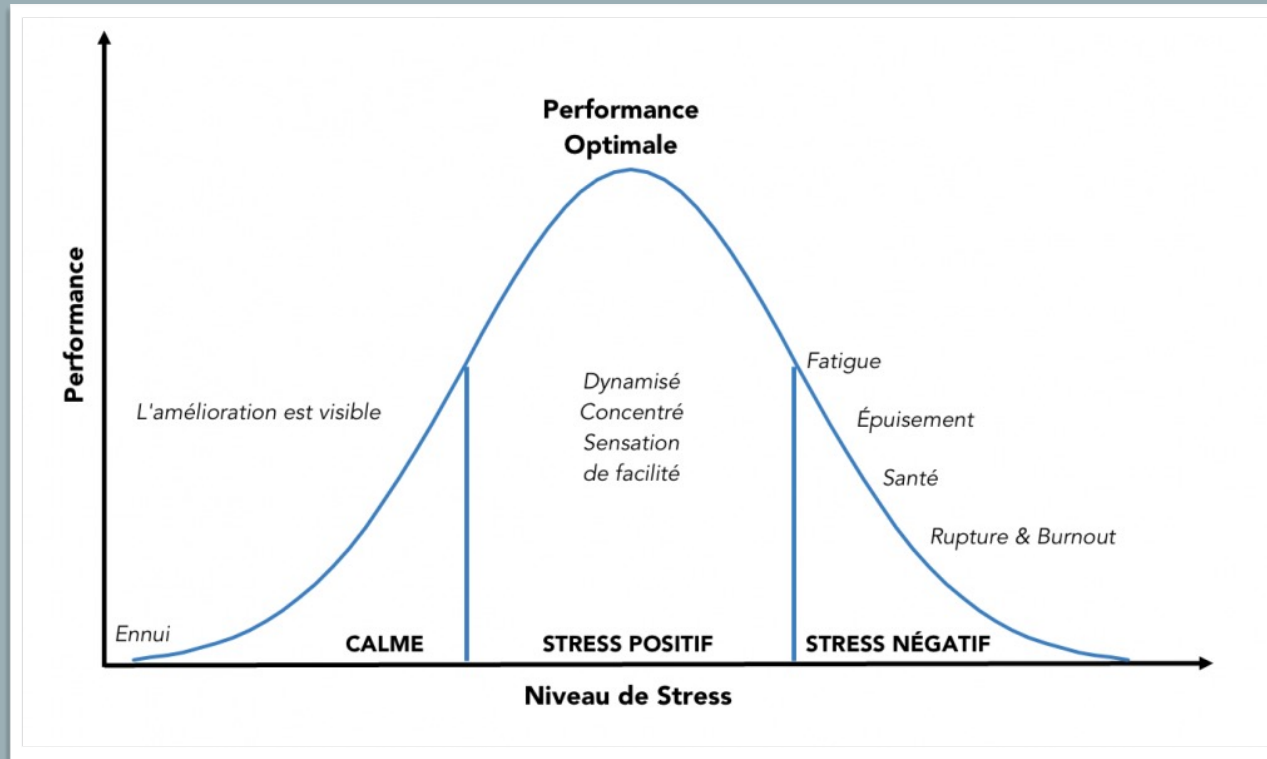 Performance
Optimale
Performance
L'amélioration est visible
Dynamisé
Concentré
Sensation
de facilité
Fatigue
Épuisement
Santé
Rupture & Burnout
Ennui
CALME
STRESS POSITIF
STRESS NÉGATIF
Niveau de Stress